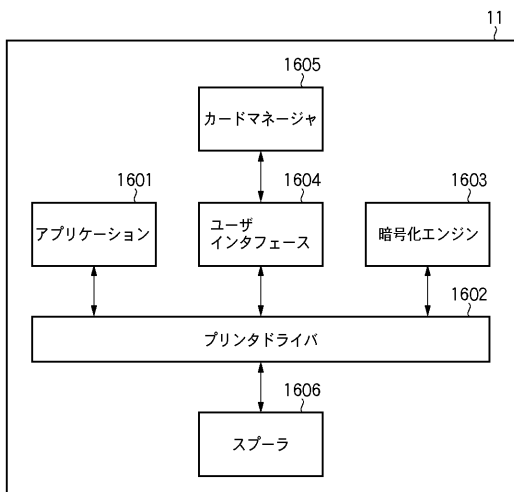 11
1605
カードマネージャ
1601
アプリケーション
1604
ユーザ
インタフェース
1603
暗号化エンジン
1602
プリンタドライバ
1606
スプーラ